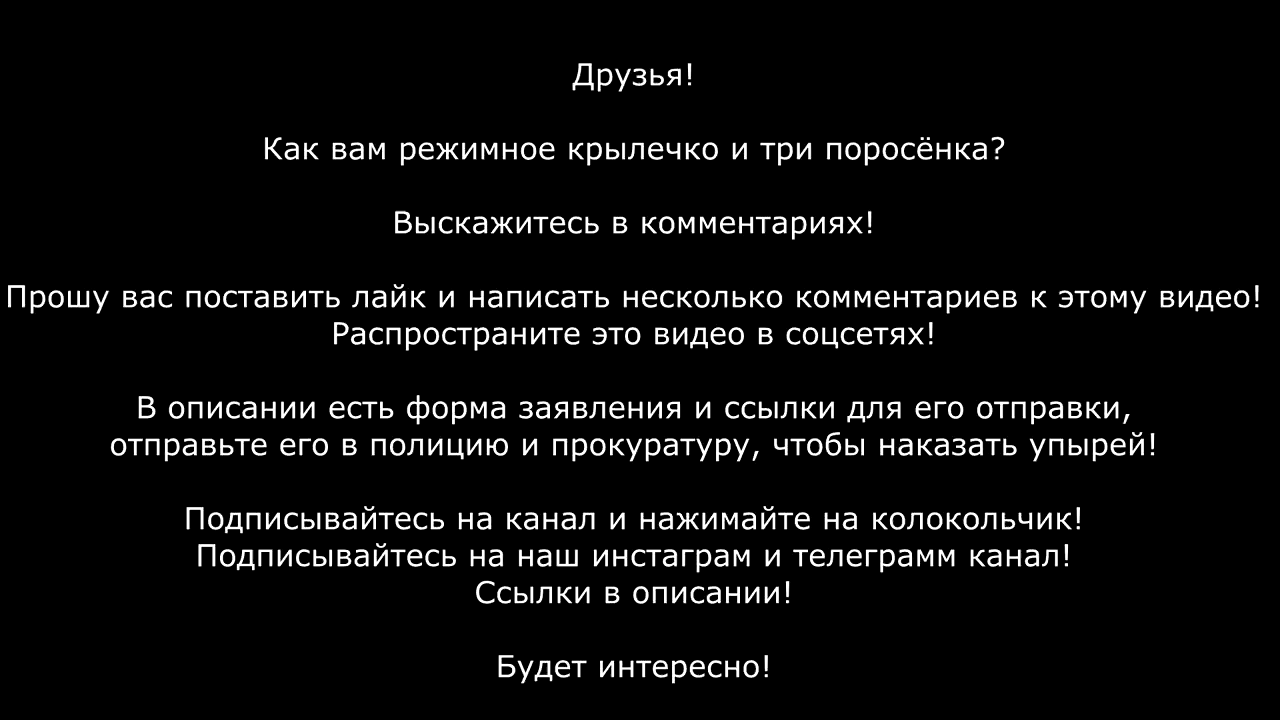 Друзья!
Как вам режимное крылечко и три поросёнка?
Выскажитесь в комментариях!
Прошу вас поставить лайк и написать несколько комментариев к этому видео!
Распространите это видео в соцсетях!
В описании есть форма заявления и ссылки для его отправки,
отправьте его в полицию и прокуратуру, чтобы наказать упырей!
Подписывайтесь на канал и нажимайте на колокольчик!
Подписывайтесь на наш инстаграм и телеграмм канал!
Ссылки в описании!
Будет интересно!